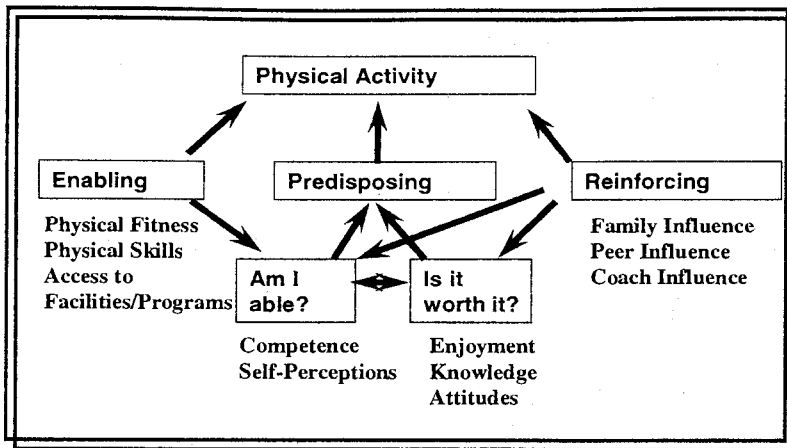 Physical Activity
Enabling
Predisposing
Reinforcing
Physical Fitness
Physical Skills
Access to
Facilities/Programs
Family Influence
Peer Influence
Coach Influence
Am I
able?
Is it
worth it?
Competence
Self-Perceptions
Enjoyment
Knowledge
Attitudes